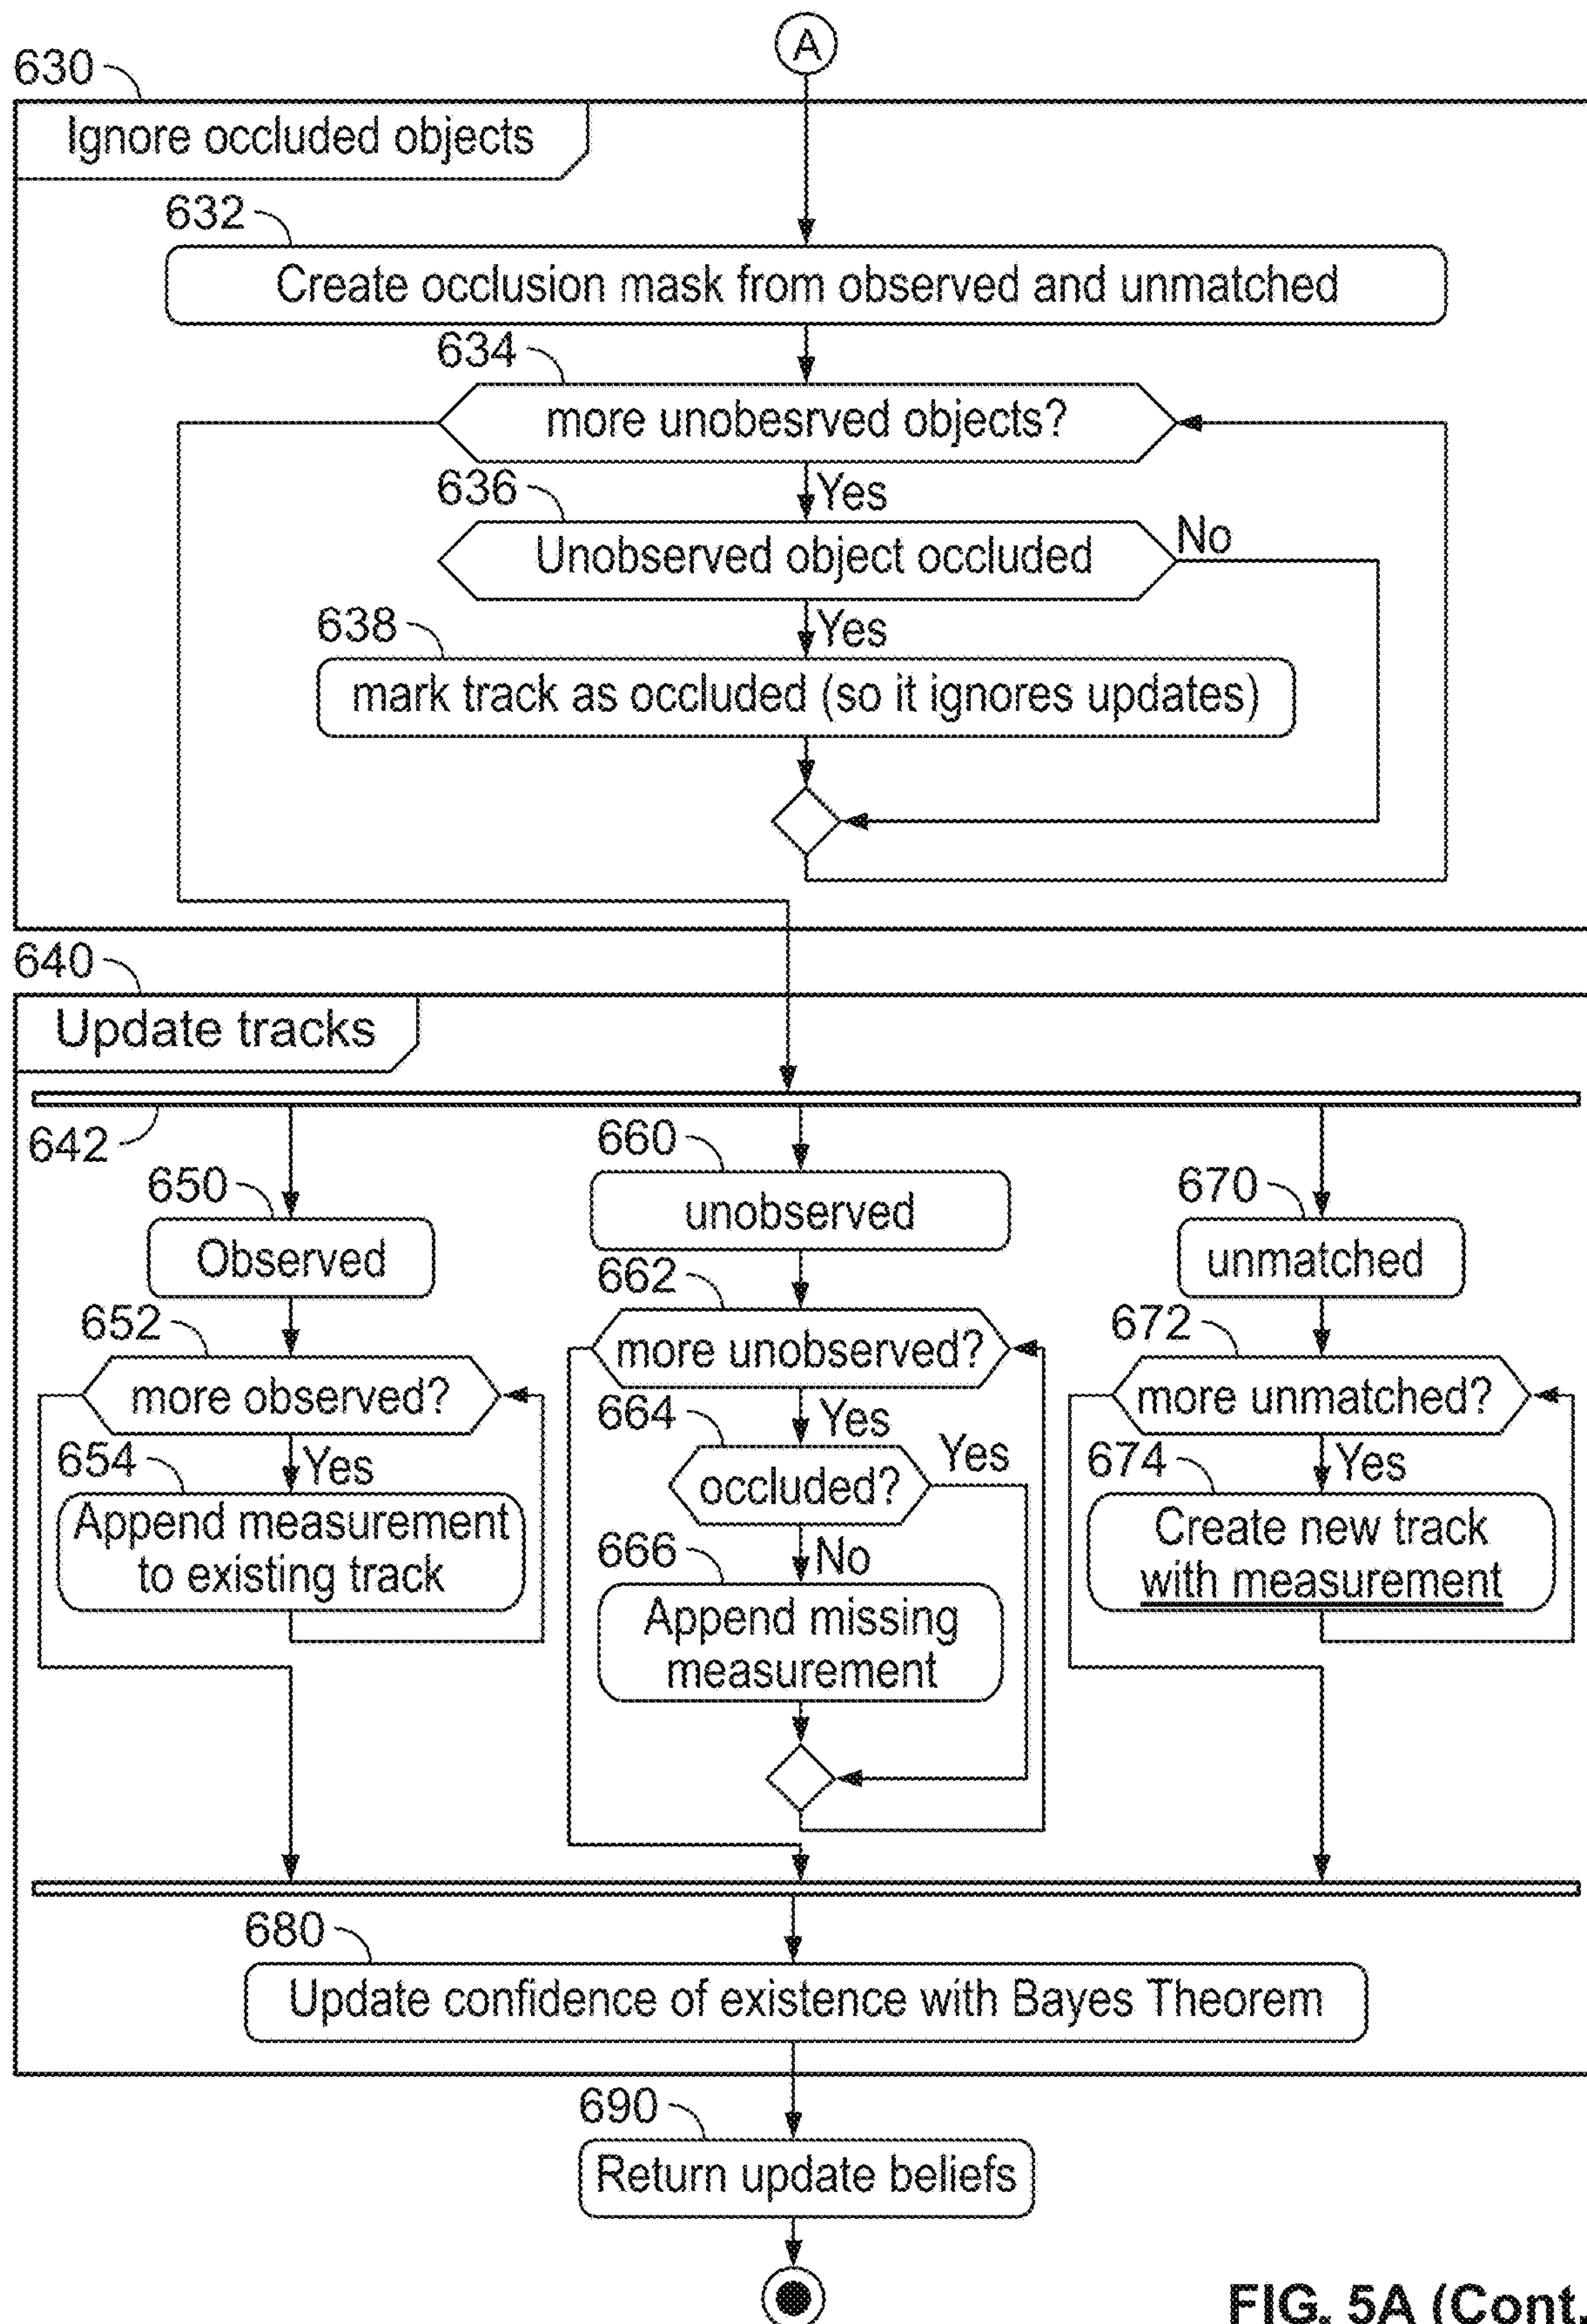 A
630
Ignore occluded objects
632
Create occlusion mask from observed and unmatched
634
more unobesrved objects?
Yes
636
Unobserved object occluded
No
Yes
638
mark track as occluded (so it ignores updates)
640
Update tracks
642
650
Observed
652
more observed?
Yes
654
Append measurement
to existing track
660
unobserved
662
more unobserved?
Yes
664
occluded?
Yes
No
666
Append missing
measurement
670
unmatched
672
more unmatched?
Yes
674
Create new track
with measurement
680
Update confidence of existence with Bayes Theorem
690
Return update beliefs
FIG. 5A (Cont.